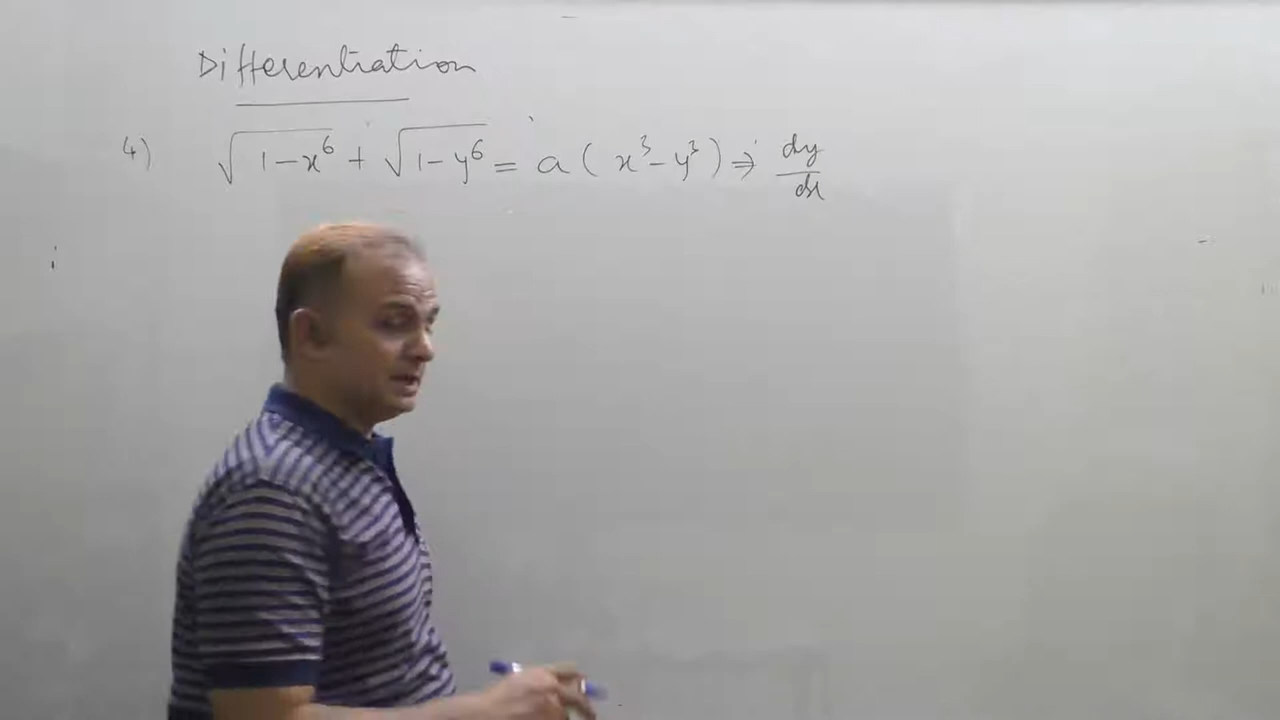 Differentiation
4) √(1-x⁶) + √(1-y⁶) = a(x³-y³) ⇒ dy/dx